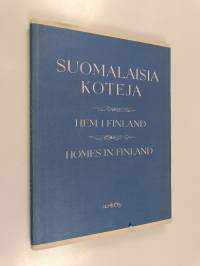 SUOMALAISIA
KOTEJA
HEM I FINLAND
HOMES IN FINLAND